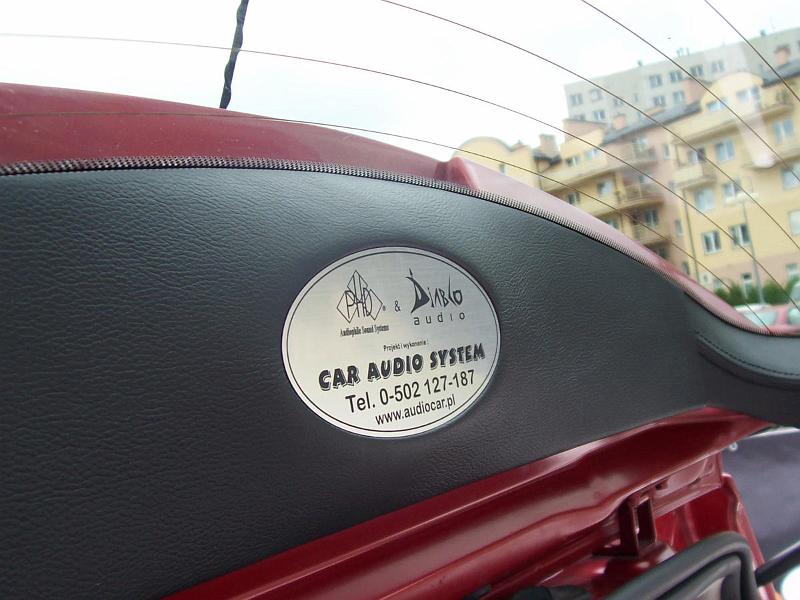 PHD ® & Diablo
audio
Audiophile Sound Systems
Projekt i wykonanie :
CAR AUDIO SYSTEM
Tel. 0-502 127-187
www.audiocar.pl